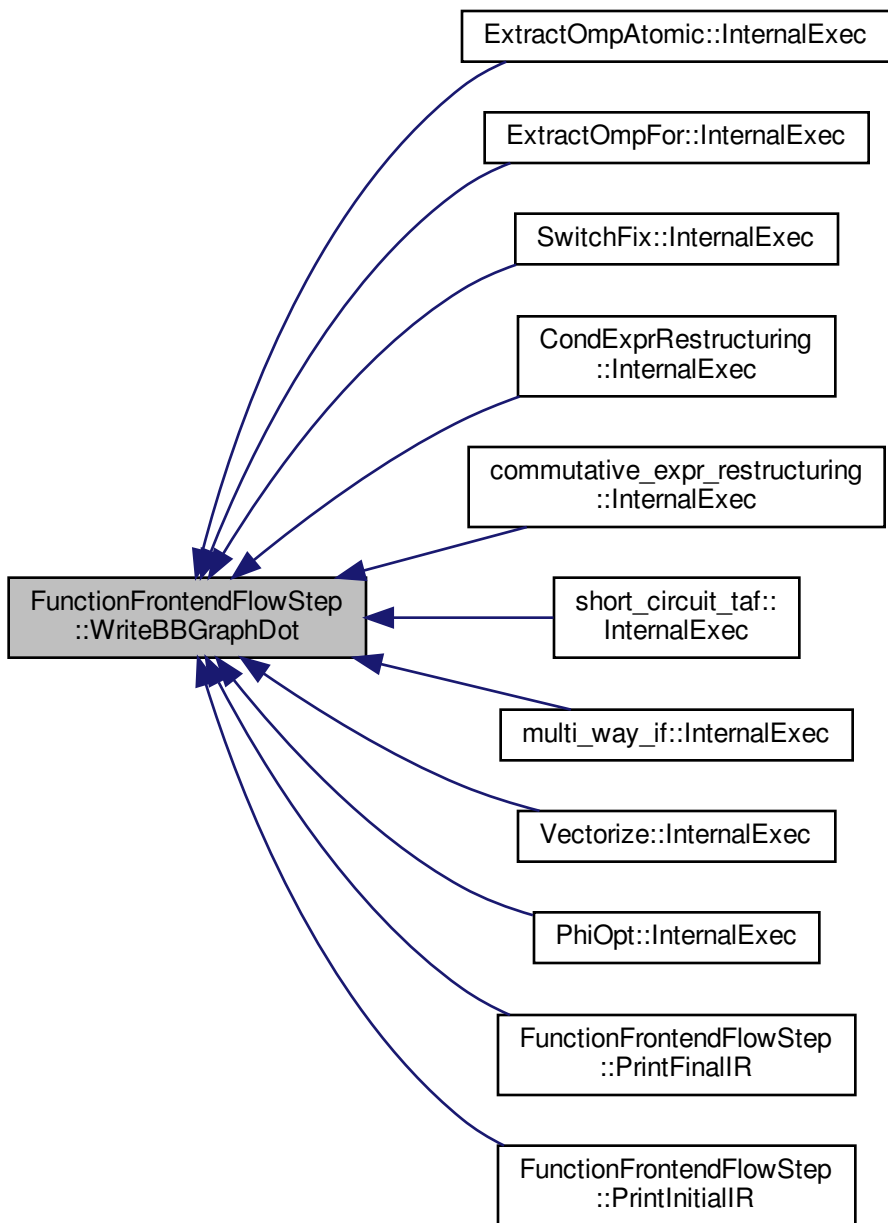 ExtractOmpAtomic::InternalExec
ExtractOmpFor::InternalExec
SwitchFix::InternalExec
CondExprRestructuring
::InternalExec
commutative_expr_restructuring
::InternalExec
FunctionFrontendFlowStep
::WriteBBGraphDot
short_circuit_taf::
InternalExec
multi_way_if::InternalExec
Vectorize::InternalExec
PhiOpt::InternalExec
FunctionFrontendFlowStep
::PrintFinalIR
FunctionFrontendFlowStep
::PrintInitialIR